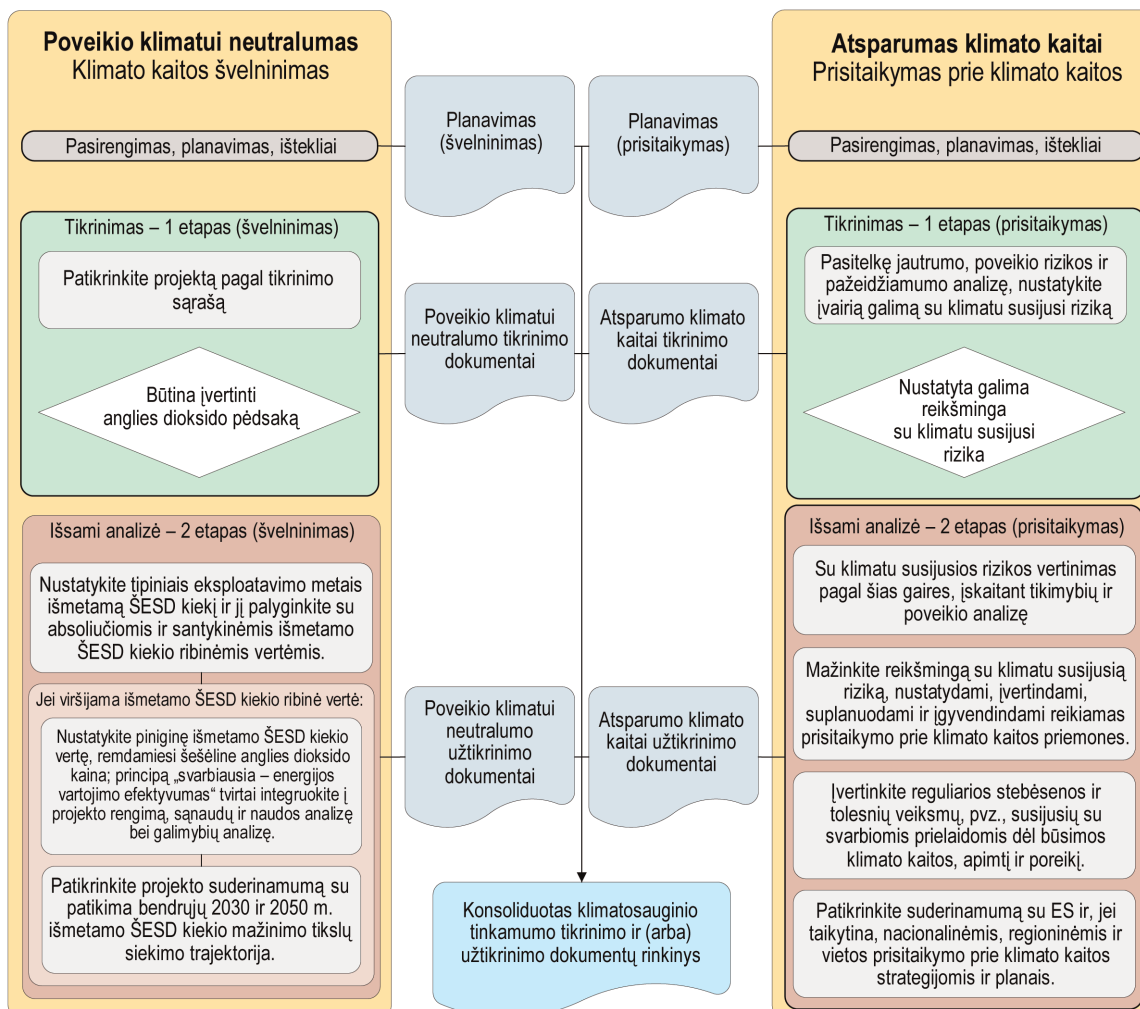 Poveikio klimatui neutralumas
Klimato kaitos švelninimas
Pasirengimas, planavimas, ištekliai
Tikrinimas – 1 etapas (švelninimas)
Patikrinkite projektą pagal tikrinimo
sąrašą
Būtina įvertinti
anglies dioksido pėdsaką
Išsami analizė – 2 etapas (švelninimas)
Nustatykite tipiniais eksploatavimo metais
išmetamą ŠESD kiekį ir jį palyginkite su
absoliučiomis ir santykinėmis išmetamo
ŠESD kiekio ribinėmis vertėmis.
Jei viršijama išmetamo ŠESD kiekio ribinė vertė:
Nustatykite piniginę išmetamo ŠESD kiekio
vertę, remdamiesi šešėline anglies dioksido
kaina; principą „svarbiausia – energijos
vartojimo efektyvumas“ tvirtai integruokite į
projekto rengimą, sąnaudų ir naudos analizę
bei galimybių analizę.
Patikrinkite projekto suderinamumą su
patikima bendrųjų 2030 ir 2050 m.
išmetamo ŠESD kiekio mažinimo tikslų
siekimo trajektorija.
Planavimas
(švelninimas)
Planavimas
(prisitaikymas)
Poveikio klimatui
neutralumo tikrinimo
dokumentai
Atsparumo klimato
kaitai tikrinimo
dokumentai
Poveikio klimatui
neutralumo
užtikrinimo
dokumentai
Atsparumo klimato
kaitai užtikrinimo
dokumentai
Konsoliduotas klimatosauginio
tinkamumo tikrinimo ir (arba)
užtikrinimo dokumentų rinkinys
Atsparumas klimato kaitai
Prisitaikymas prie klimato kaitos
Pasirengimas, planavimas, ištekliai
Tikrinimas – 1 etapas (prisitaikymas)
Pasitelkę jautrumo, poveikio rizikos ir
pažeidžiamumo analizę, nustatykite
įvairią galimą su klimatu susijusi riziką
Nustatyta galima
reikšminga
su klimatu susijusi
rizika
Išsami analizė – 2 etapas (prisitaikymas)
Su klimatu susijusios rizikos vertinimas
pagal šias gaires, įskaitant tikimybių ir
poveikio analizę
Mažinkite reikšmingą su klimatu susijusią
riziką, nustatydami, įvertindami,
suplanuodami ir įgyvendindami reikiamas
prisitaikymo prie klimato kaitos priemones.
Įvertinkite reguliarios stebėsenos ir
tolesnių veiksmų, pvz., susijusių su
svarbiomis prielaidomis dėl būsimos
klimato kaitos, apimtį ir poreikį.
Patikrinkite suderinamumą su ES ir, jei
taikytina, nacionalinėmis, regioninėmis ir
vietos prisitaikymo prie klimato kaitos
strategijomis ir planais.